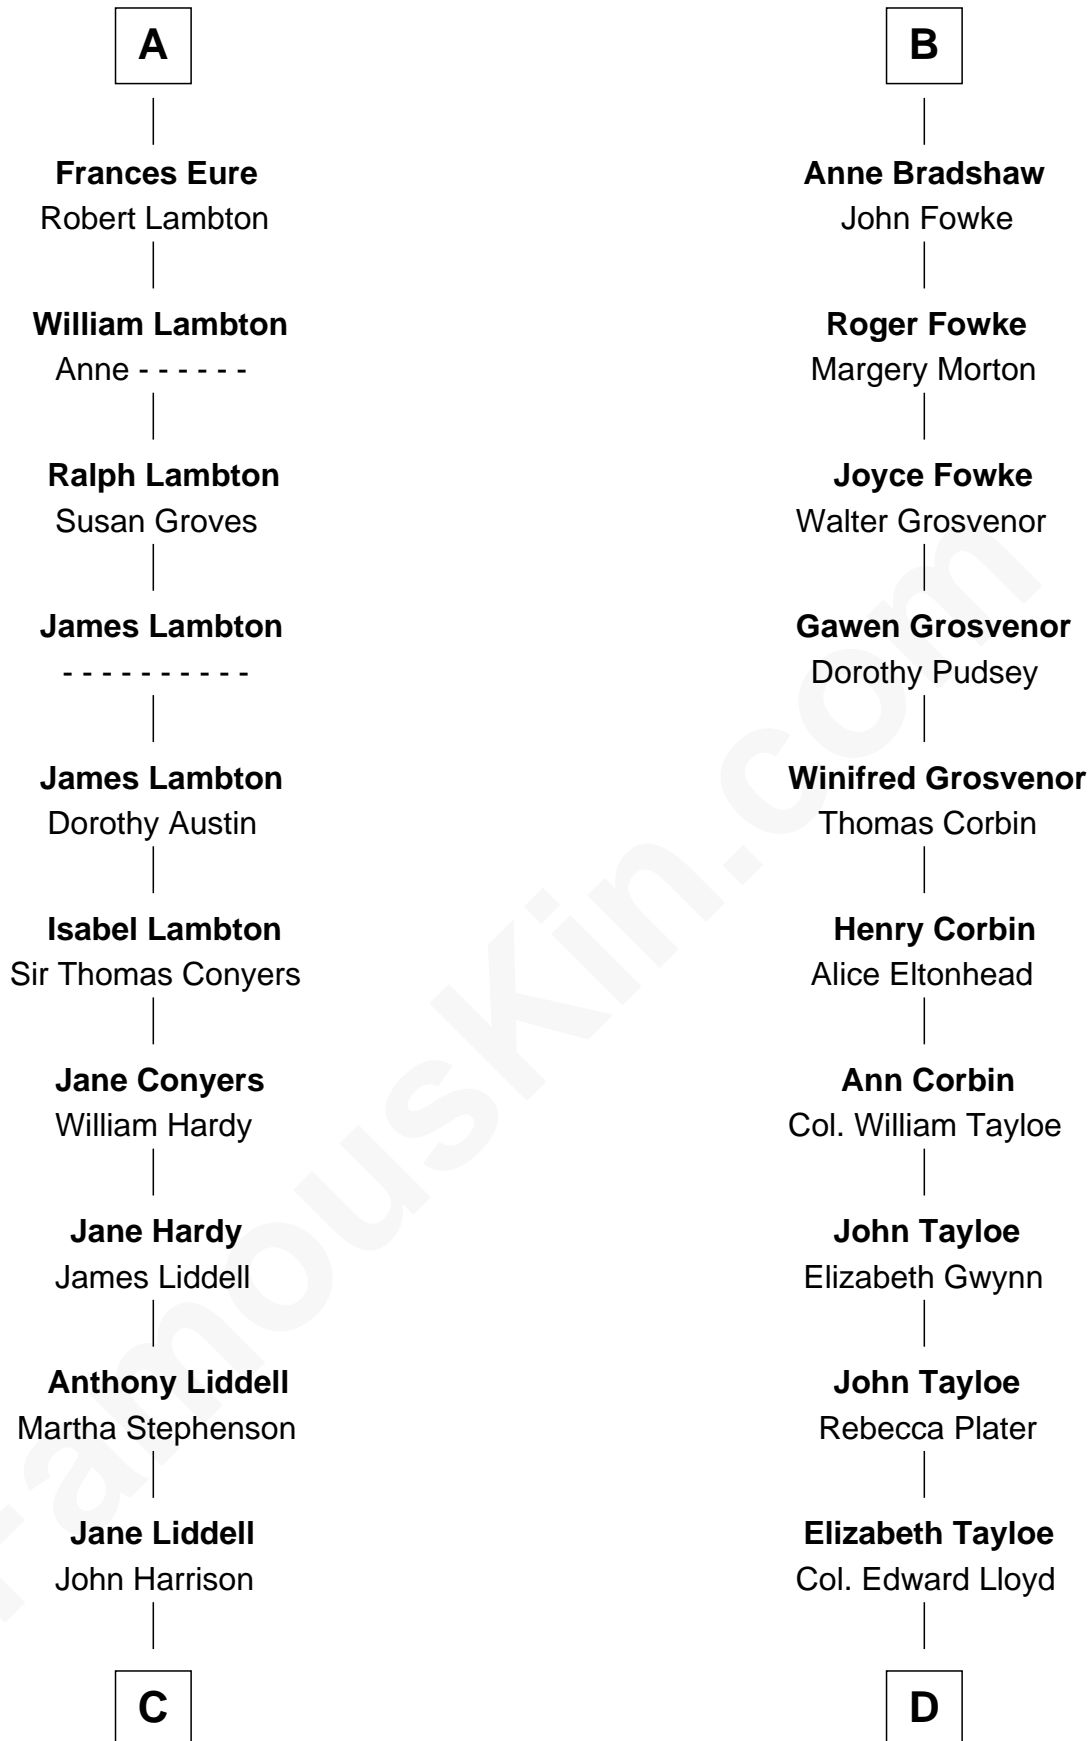 A
Frances Eure
Robert Lambton
William Lambton
Anne - - - - - -
Ralph Lambton
Susan Groves
James Lambton
- - - - - - - - - -
James Lambton
Dorothy Austin
Isabel Lambton
Sir Thomas Conyers
Jane Conyers
William Hardy
Jane Hardy
James Liddell
Anthony Liddell
Martha Stephenson
Jane Liddell
John Harrison
C
B
Anne Bradshaw
John Fowke
Roger Fowke
Margery Morton
Joyce Fowke
Walter Grosvenor
Gawen Grosvenor
Dorothy Pudsey
Winifred Grosvenor
Thomas Corbin
Henry Corbin
Alice Eltonhead
Ann Corbin
Col. William Tayloe
John Tayloe
Elizabeth Gwynn
John Tayloe
Rebecca Plater
Elizabeth Tayloe
Col. Edward Lloyd
D
FamousKin.com